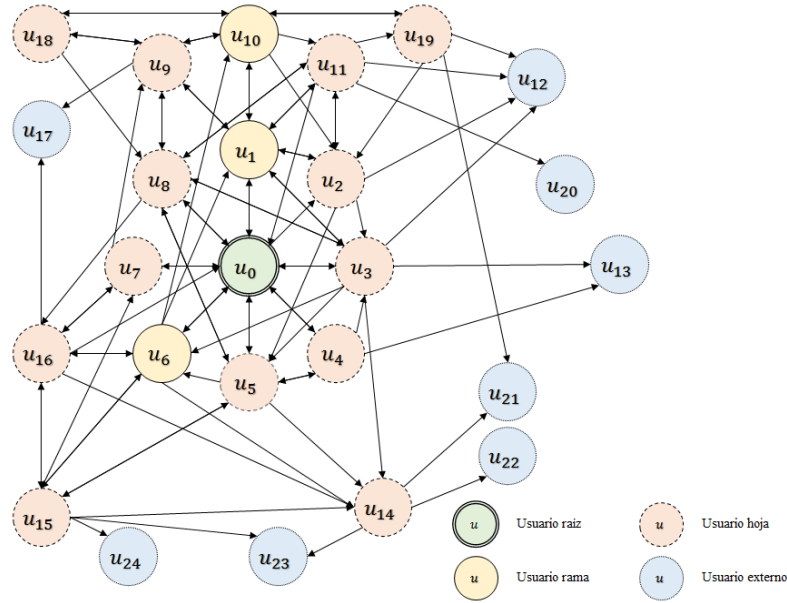 u18
u10
u19
u9
u11
u12
u17
u1
u8
u2
u20
u7
u0
u3
u13
u16
u6
u4
u5
u21
u22
u15
u14
u24
u23
u Usuario raiz
u Usuario hoja
u Usuario rama
u Usuario externo